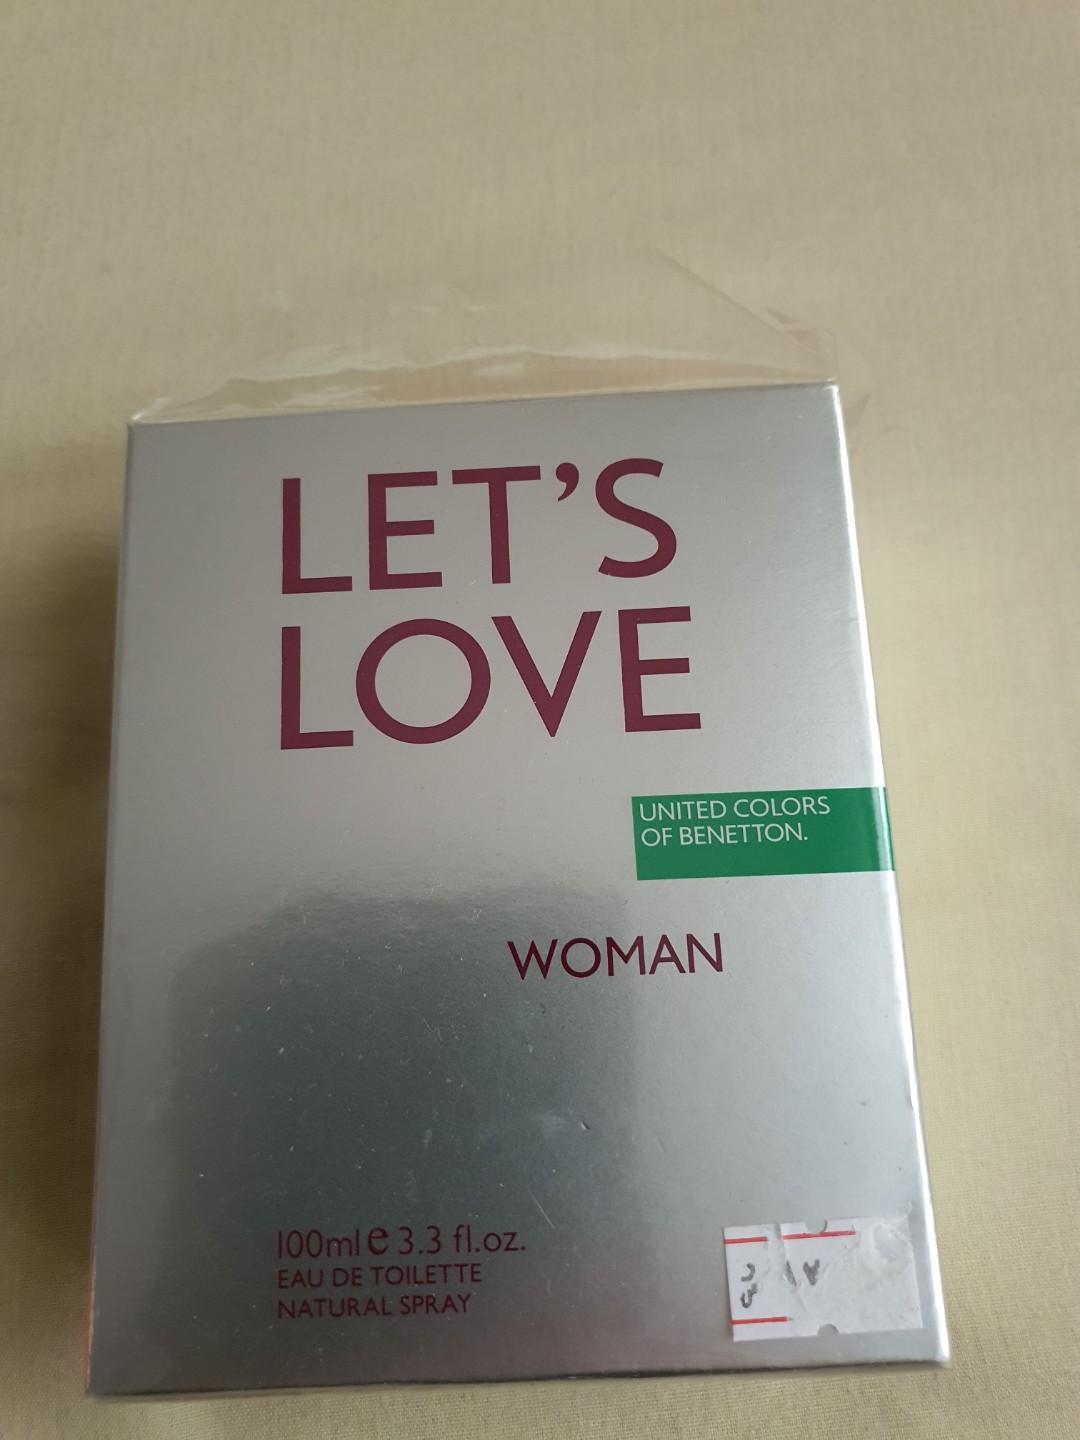 LET'S
LOVE
UNITED COLORS
OF BENETTON.
WOMAN
100ml e 3.3 fl.oz.
EAU DE TOILETTE
NATURAL SPRAY